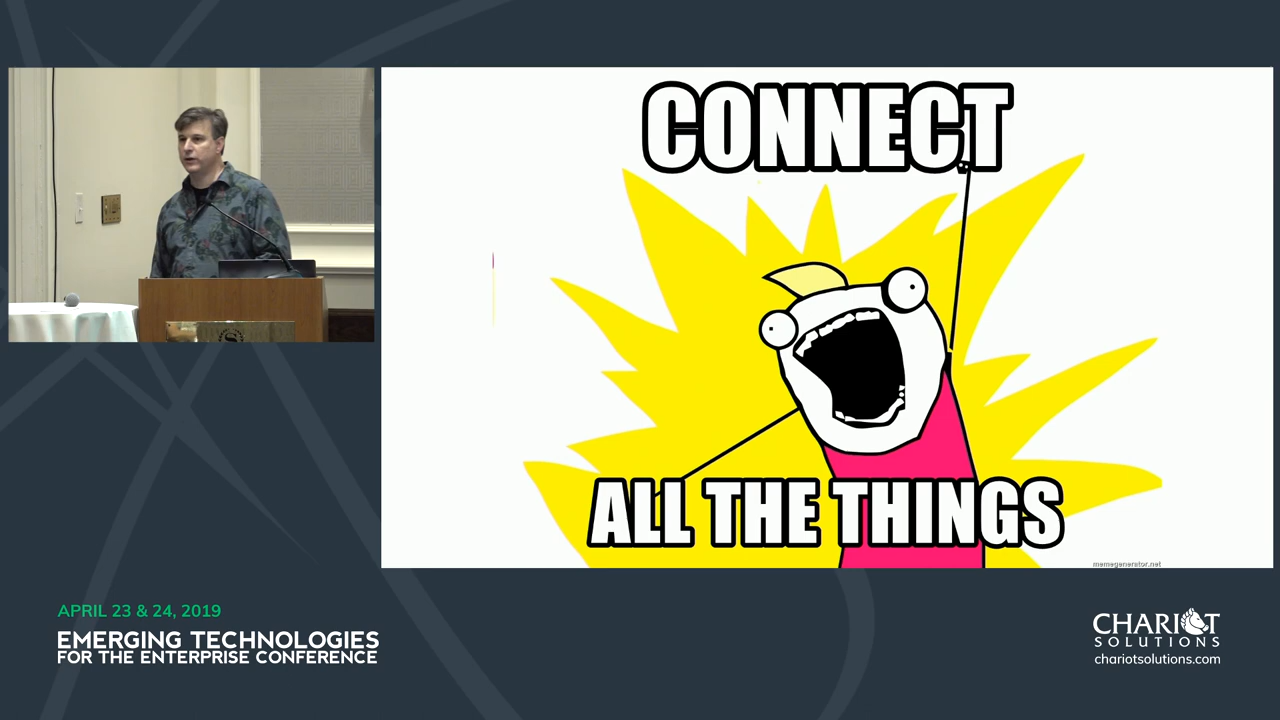 CONNECT
ALL THE THINGS
memegenerator.net
APRIL 23 & 24, 2019
EMERGING TECHNOLOGIES
FOR THE ENTERPRISE CONFERENCE
CHARIOT
SOLUTIONS
chariotsolutions.com